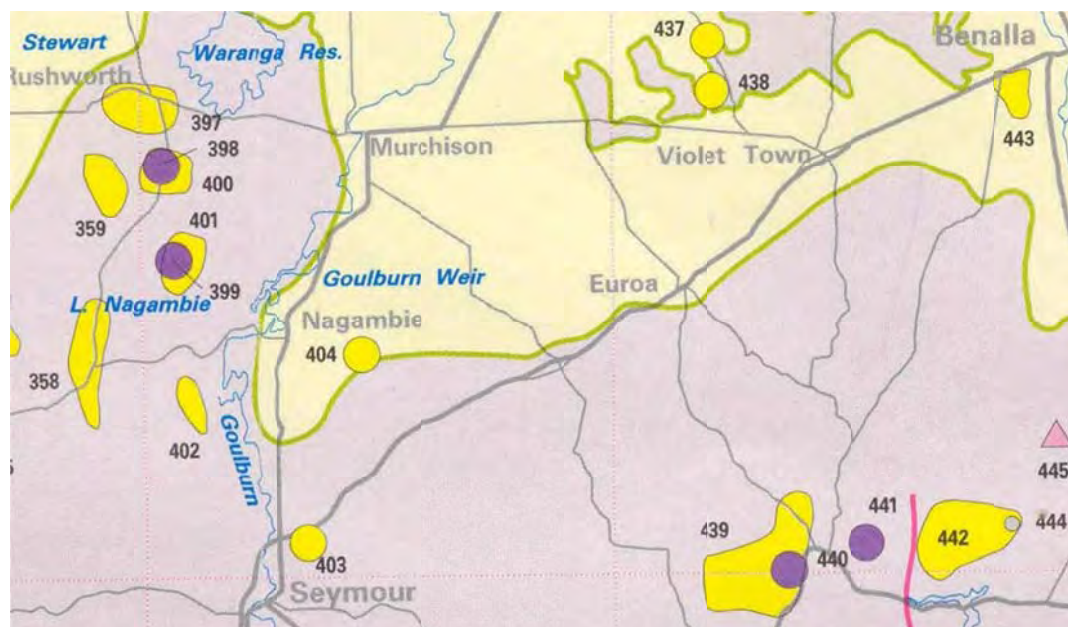 Stewart
Waranga Res.
437
Benalla
Rushworth
438
397
398
Murchison
Violet Town
443
400
359
401
Goulburn Weir
Euroa
399
L. Nagambie
Nagambie
404
358
402
Goulburn
445
441
444
439
442
440
403
Seymour